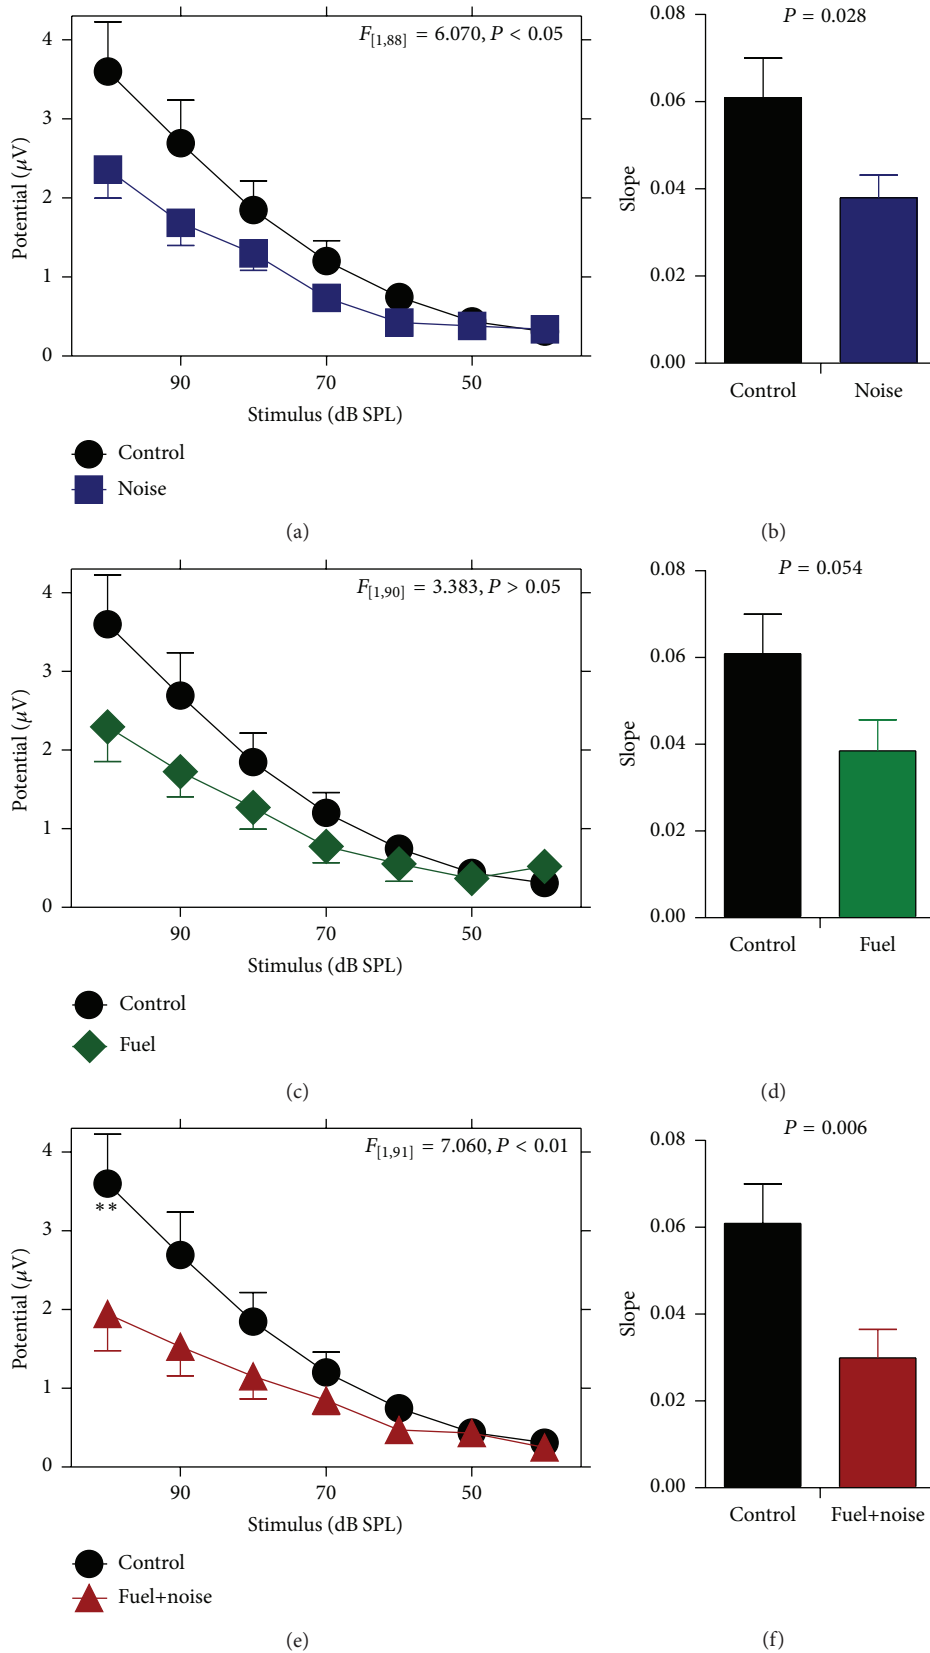 F[1,88] = 6.070, P < 0.05
4
3
2
1
0
Potential (μV)
90
70
50
Stimulus (dB SPL)
Control
Noise
(a)
P = 0.028
0.08
0.06
0.04
0.02
0.00
Slope
Control
Noise
(b)
F[1,90] = 3.383, P > 0.05
4
3
2
1
0
Potential (μV)
90
70
50
Stimulus (dB SPL)
Control
Fuel
(c)
P = 0.054
0.08
0.06
0.04
0.02
0.00
Slope
Control
Fuel
(d)
F[1,91] = 7.060, P < 0.01
4
3
2
1
0
**
Potential (μV)
90
70
50
Stimulus (dB SPL)
Control
Fuel+noise
(e)
P = 0.006
0.08
0.06
0.04
0.02
0.00
Slope
Control
Fuel+noise
(f)